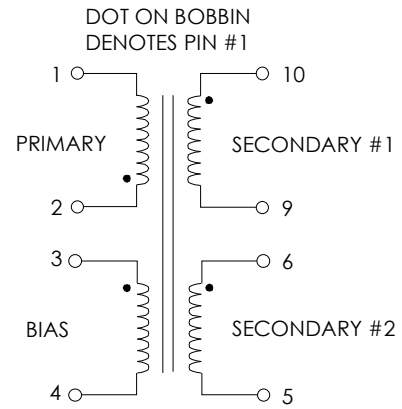 DOT ON BOBBIN
DENOTES PIN #1
1 10
PRIMARY SECONDARY #1
2 9
3 6
BIAS SECONDARY #2
4 5